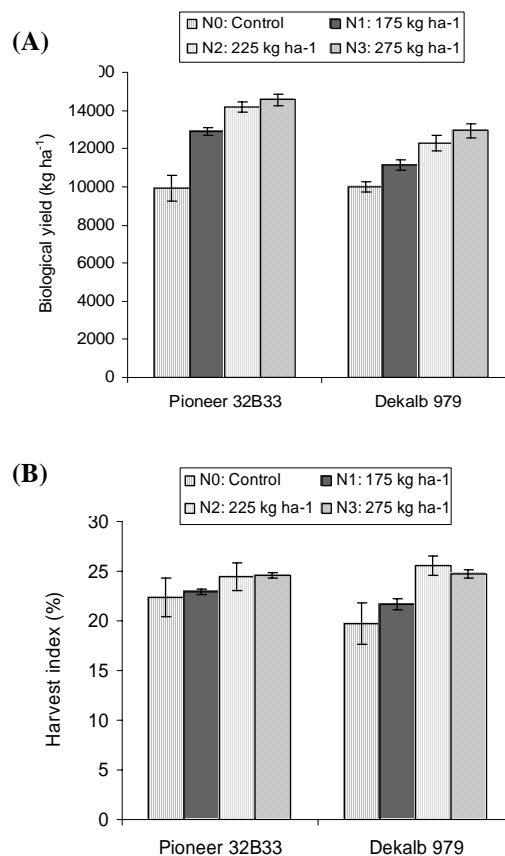 (A)
N0: Control N1: 175 kg ha-1
N2: 225 kg ha-1 N3: 275 kg ha-1
Biological yield (kg ha-1)
00
14000
12000
10000
8000
6000
4000
2000
0
Pioneer 32B33 Dekalb 979
(B)
N0: Control N1: 175 kg ha-1
N2: 225 kg ha-1 N3: 275 kg ha-1
Harvest index (%)
30
25
20
15
10
5
0
Pioneer 32B33 Dekalb 979